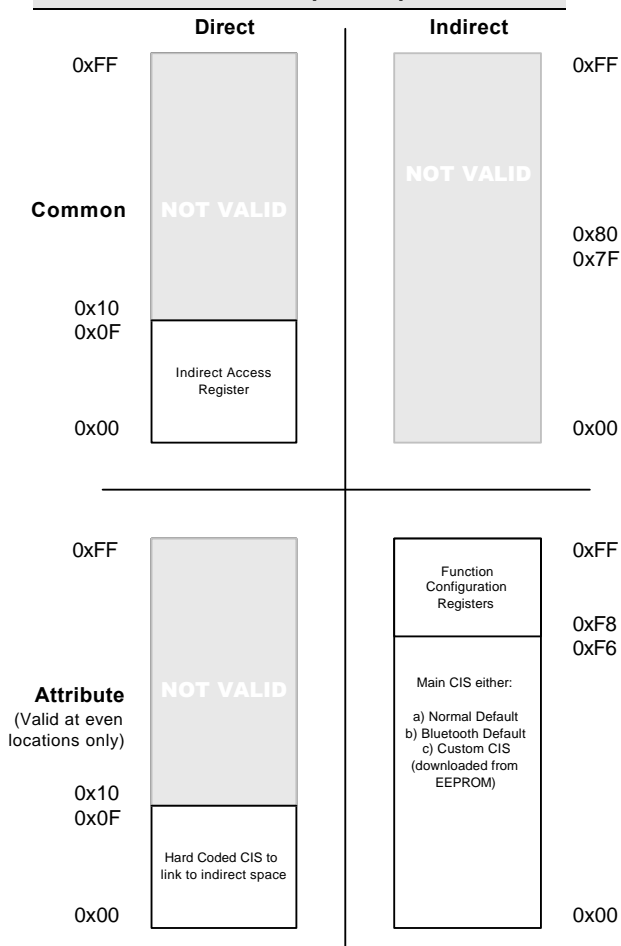 Direct
Indirect
0xFF
0xFF
NOT VALID
NOT VALID
Common
0x80
0x7F
0x10
0x0F
Indirect Access
Register
0x00
0x00
0xFF
0xFF
Function
Configuration
Registers
0xF8
0xF6
Attribute
(Valid at even
locations only)
NOT VALID
Main CIS either:
a) Normal Default
b) Bluetooth Default
c) Custom CIS
(downloaded from
EEPROM)
0x10
0x0F
Hard Coded CIS to
link to indirect space
0x00
0x00